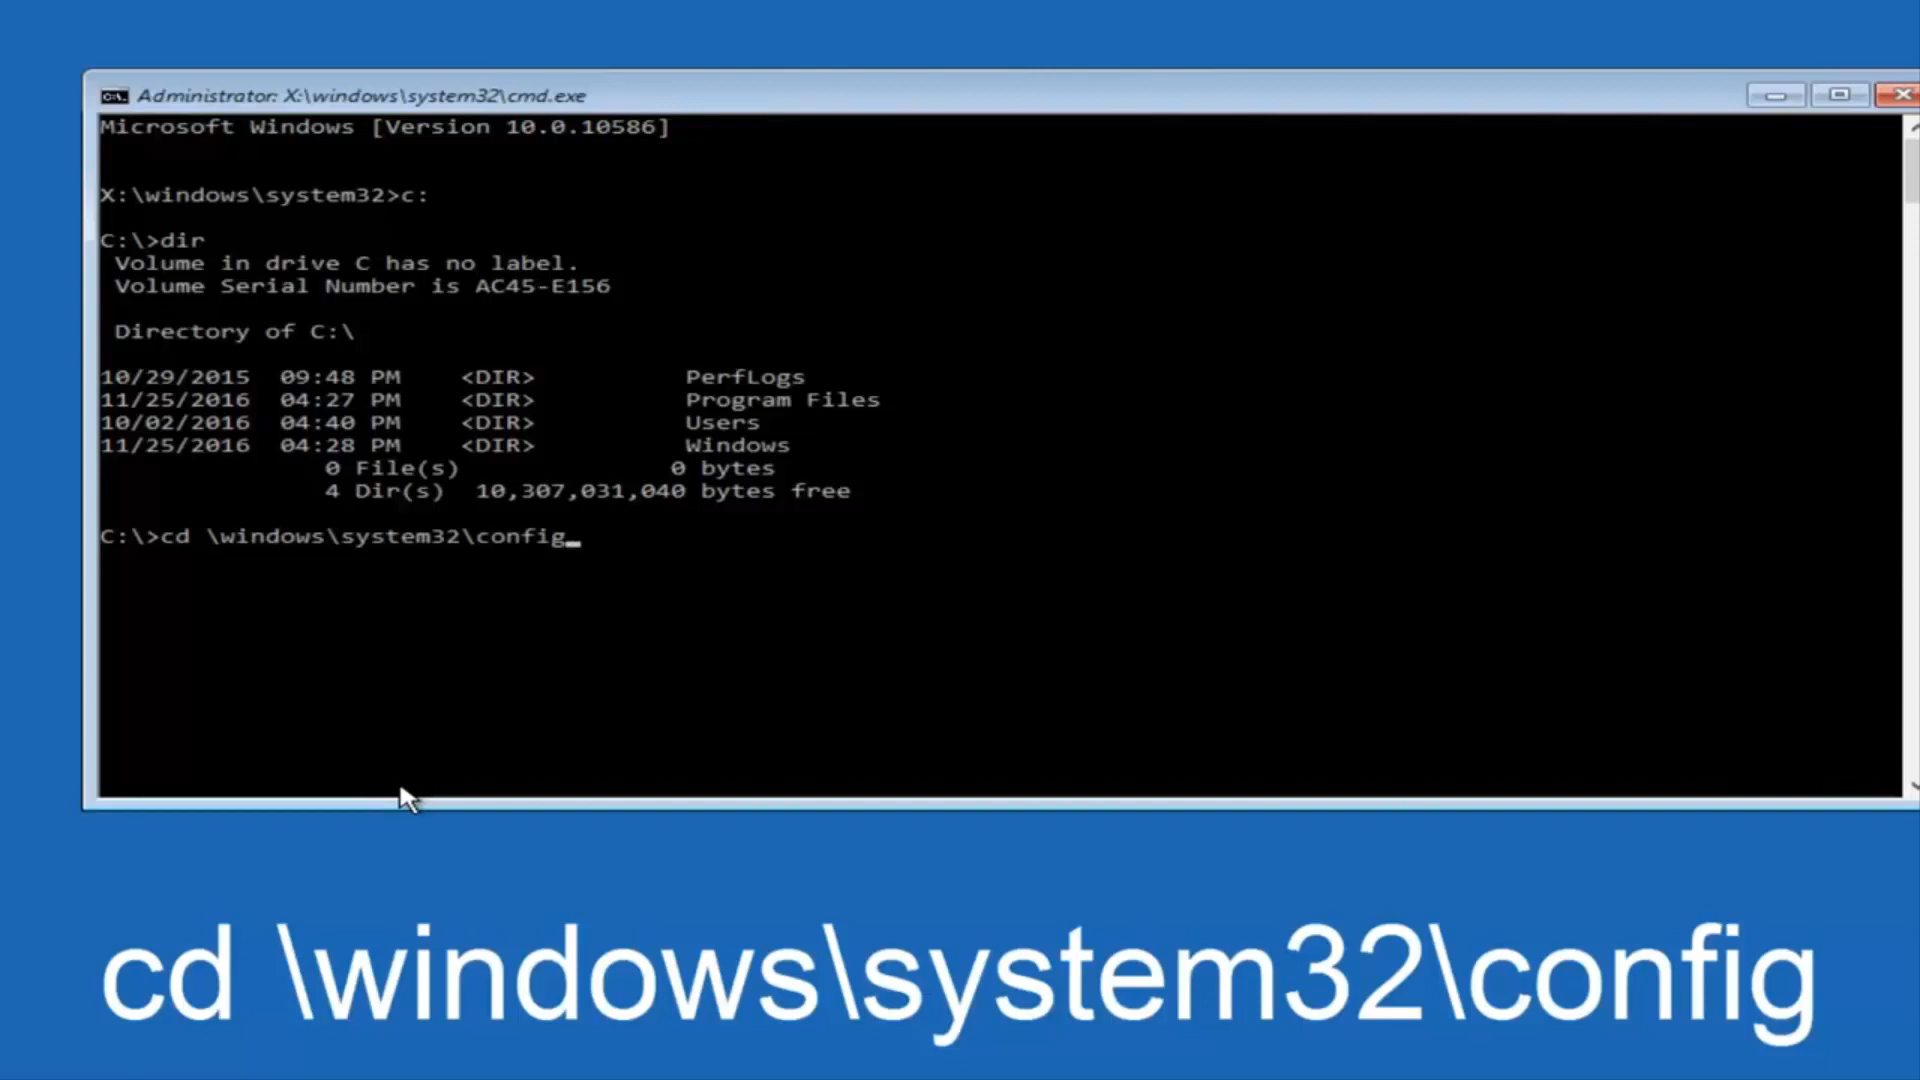 Administrator: X:\windows\system32\cmd.exe
Microsoft Windows [Version 10.0.10586]
X:\windows\system32>c:
C:\>dir
Volume in drive C has no label.
Volume Serial Number is AC45-E156
Directory of C:\
10/29/2015 09:48 PM <DIR> PerfLogs
11/25/2016 04:27 PM <DIR> Program Files
10/02/2016 04:40 PM <DIR> Users
11/25/2016 04:28 PM <DIR> Windows
0 File(s) 0 bytes
4 Dir(s) 10,307,031,040 bytes free
C:\>cd \windows\system32\config_
cd \windows\system32\config